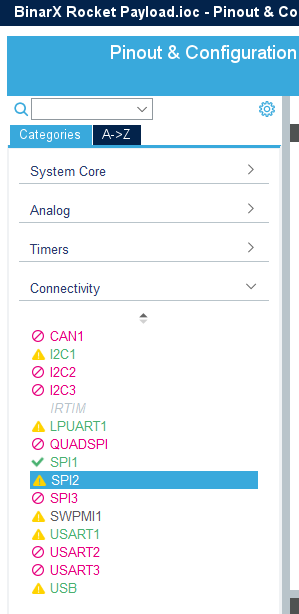 BinarX Rocket Payload.ioc - Pinout & Co
Pinout & Configuration
Categories A->Z
System Core
Analog
Timers
Connectivity
CAN1
I2C1
I2C2
I2C3
IRTIM
LPUART1
QUADSPI
SPI1
SPI2
SPI3
SWPMI1
USART1
USART2
USART3
USB